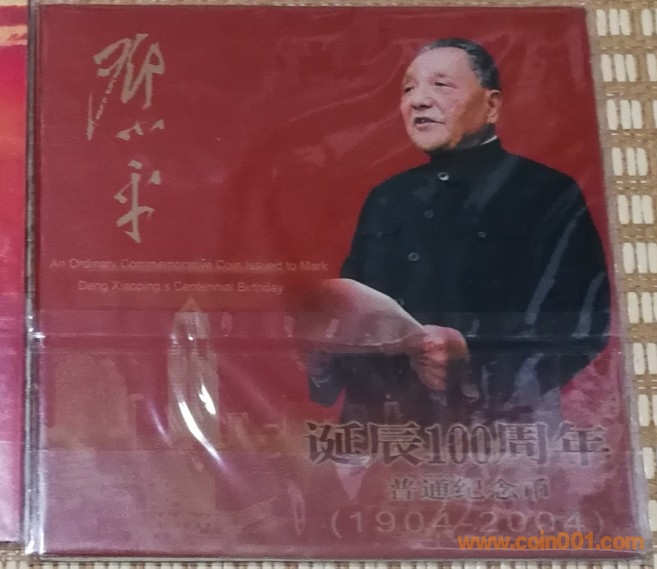 邓小平
An Ordinary Commemorative Coin Issued to Mark
Deng Xiaoping's Centennial Birthday
诞辰100周年
普通纪念币
(1904-2004)
www.coin001.com